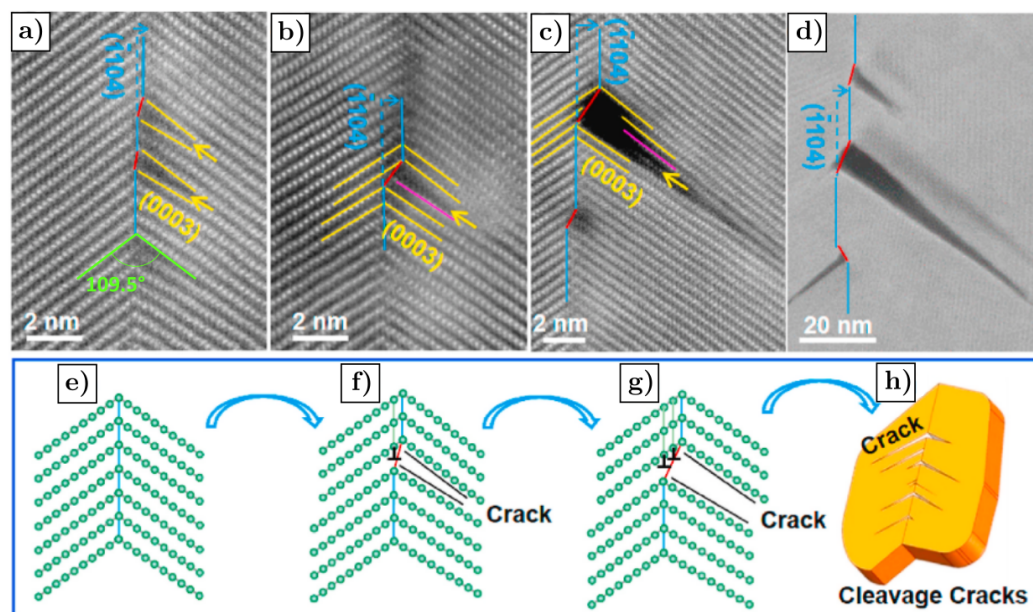 a)
(1̄104)
(0003)
109.5°
2 nm
b)
(1̄104)
(0003)
2 nm
c)
(1̄104)
(0003)
2 nm
d)
(1̄104)
20 nm
e)
f)
Crack
g)
Crack
h)
Crack
Cleavage Cracks